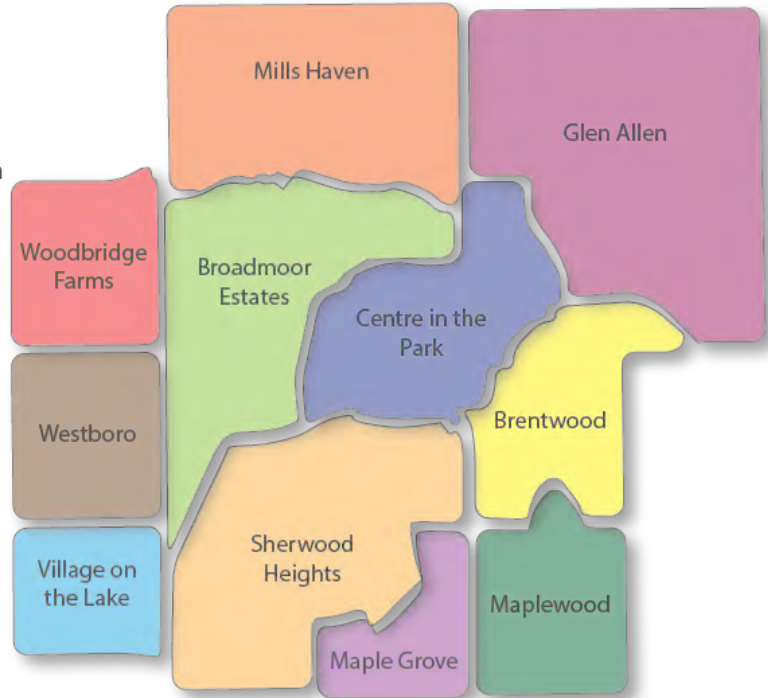 Mills Haven
Glen Allen
Woodbridge
Farms
Broadmoor
Estates
Centre in the
Park
Westboro
Brentwood
Sherwood
Heights
Village on
the Lake
Maplewood
Maple Grove